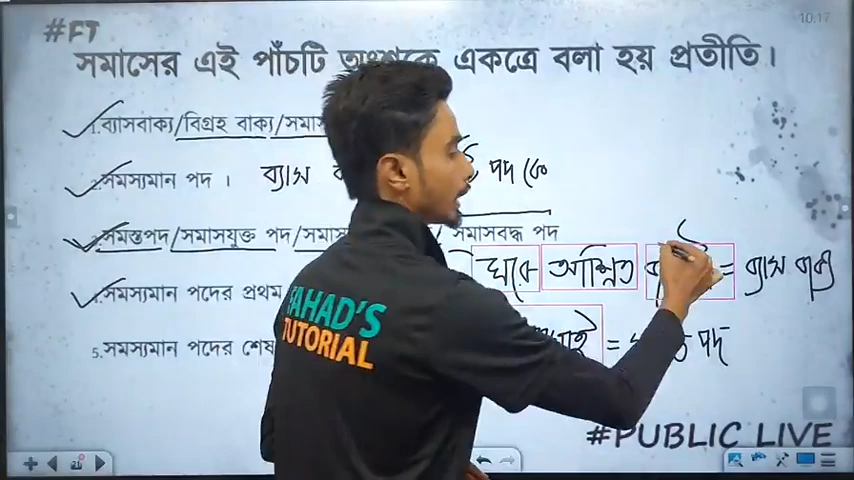 10.17
#FT
সমাসের এই পাঁচটি অংশকে একত্রে বলা হয় প্রতীতি।
1.ব্যাসবাক্য/বিগ্রহ বাক্য/সমাস
2.সমস্যমান পদ ।
ব্যাস
পদ কে
3.সমস্তপদ/সমাসযুক্ত পদ/সমাস
/ সমাসবদ্ধ পদ
ঘরে আশ্রিত
= ব্যাস বাক্য
4.সমস্যমান পদের প্রথম
5.সমস্যমান পদের শেষ
=
পদ
FAHAD'S
TUTORIAL
#PUBLIC LIVE